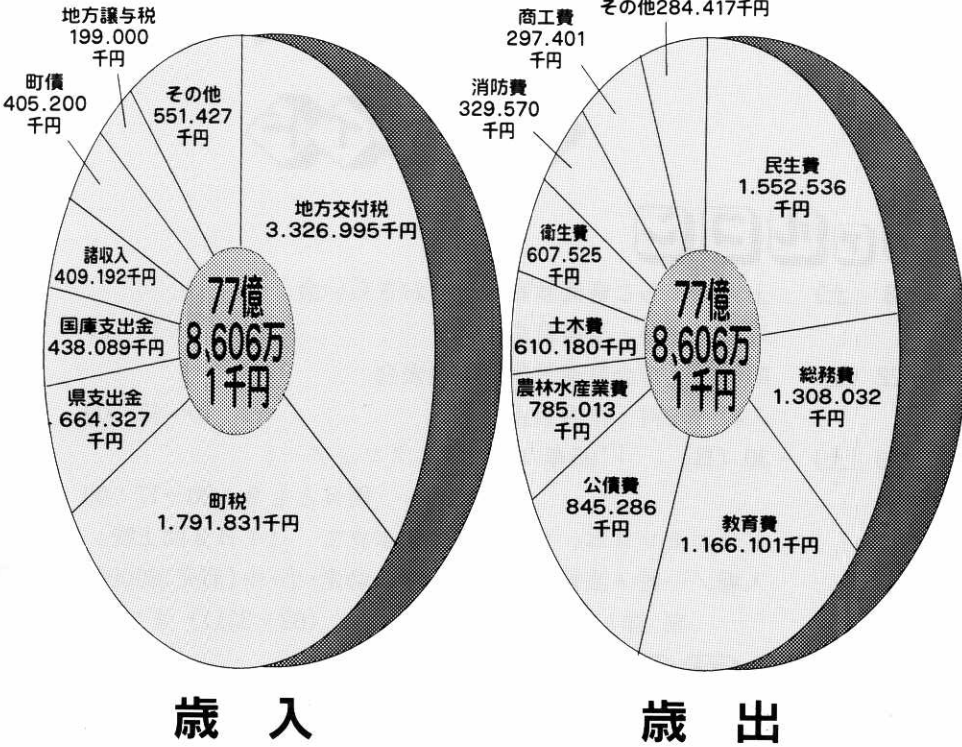 地方譲与税
199.000
千円
町債
405.200
千円
その他
551.427
千円
地方交付税
3.326.995千円
諸収入
409.192千円
国庫支出金
438.089千円
県支出金
664.327
千円
町税
1.791.831千円
77億
8,606万
1千円
歳入
その他284.417千円
商工費
297.401
千円
消防費
329.570
千円
民生費
1.552.536
千円
衛生費
607.525
千円
土木費
610.180千円
農林水産業費
785.013
千円
総務費
1.308.032
千円
公債費
845.286
千円
教育費
1.166.101千円
77億
8,606万
1千円
歳出